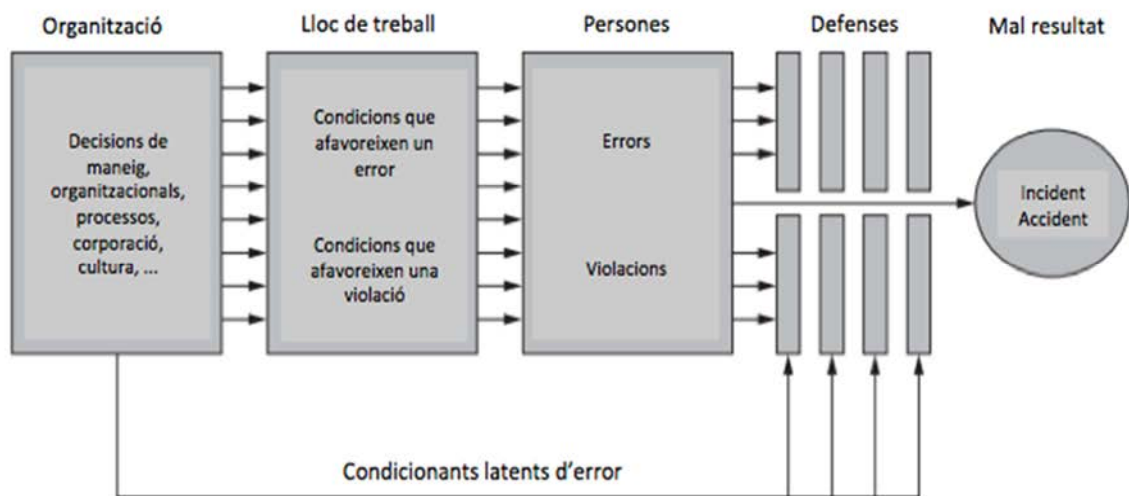 Organització
Lloc de treball
Persones
Defenses
Mal resultat
Decisions de
maneig,
organitzacionals,
processos,
corporació,
cultura, ...
Condicions que
afavoreixen un
error
Condicions que
afavoreixen una
violació
Errors
Violacions
Incident
Accident
Condicionants latents d'error